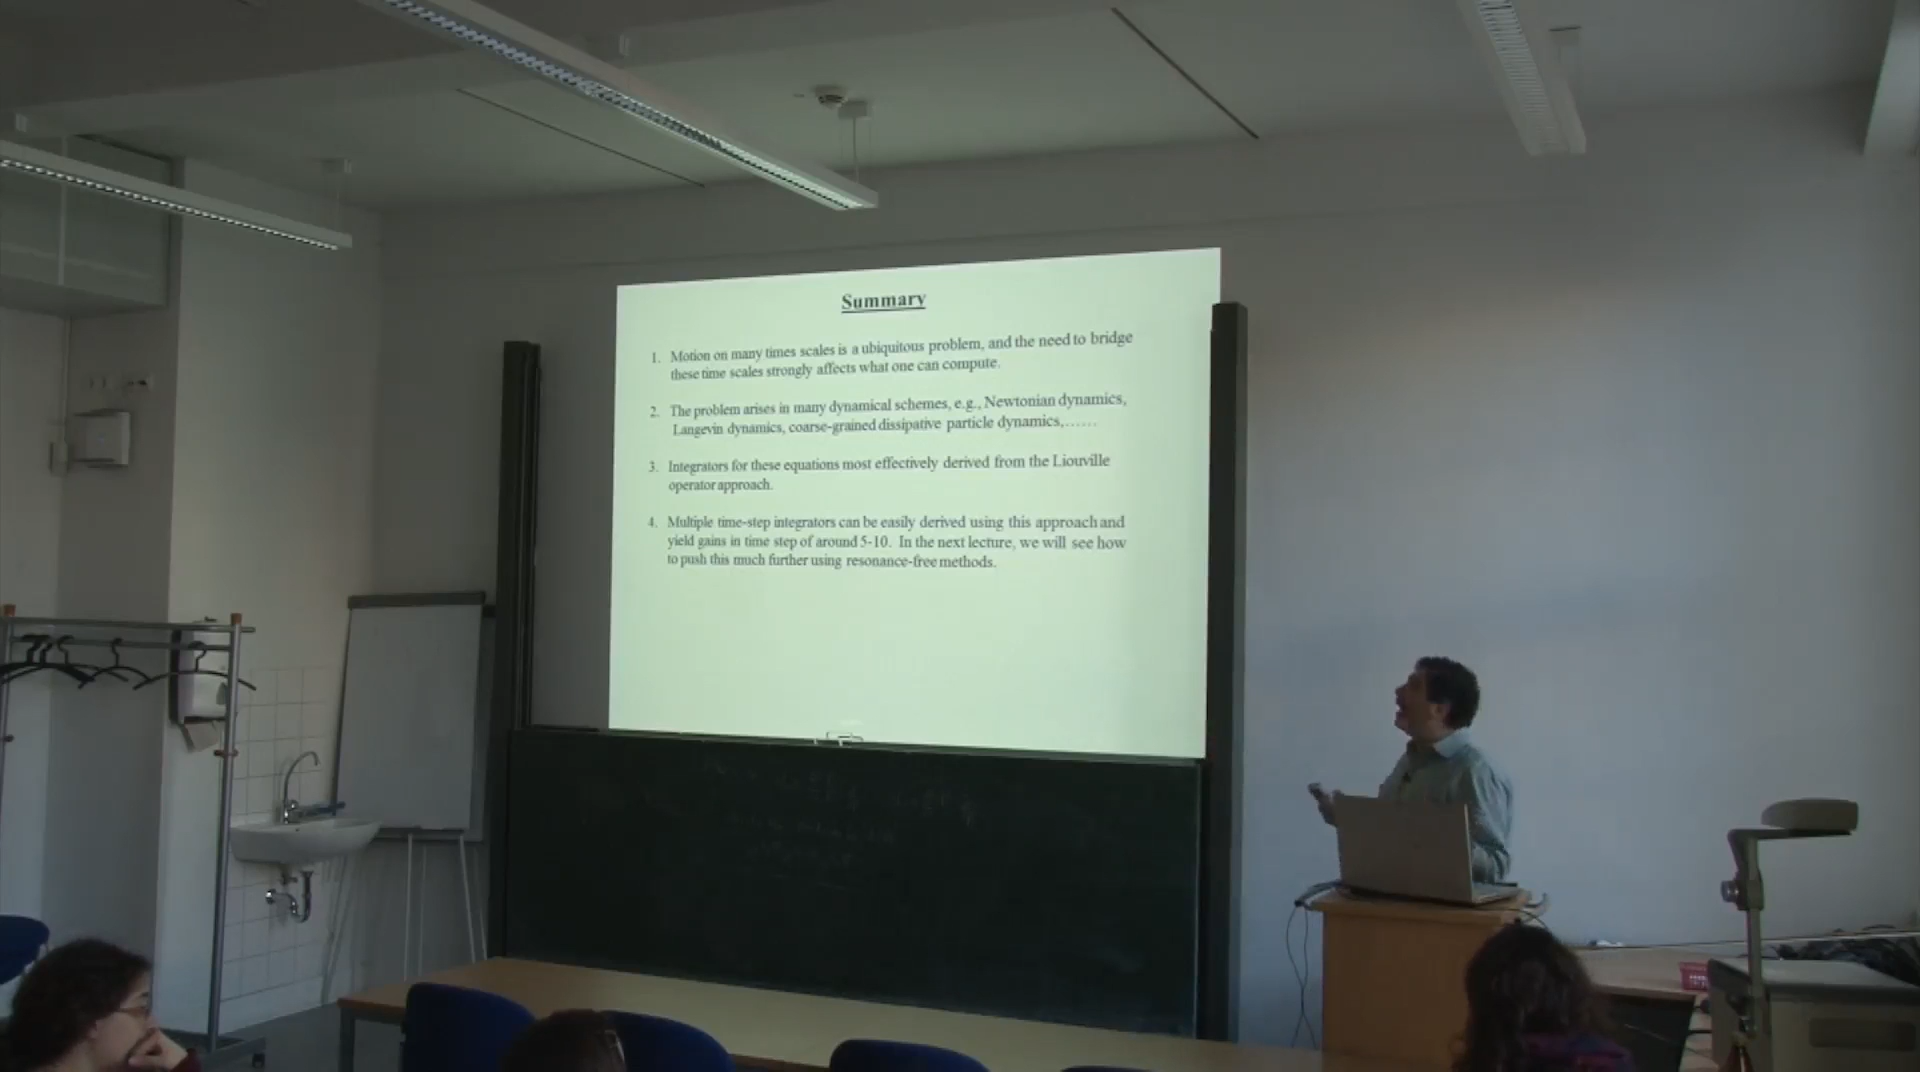 Summary
1. Motion on many times scales is a ubiquitous problem, and the need to bridge
these time scales strongly affects what one can compute.
2. The problem arises in many dynamical schemes, e.g., Newtonian dynamics,
Langevin dynamics, coarse-grained dissipative particle dynamics,......
3. Integrators for these equations most effectively derived from the Liouville
operator approach.
4. Multiple time-step integrators can be easily derived using this approach and
yield gains in time step of around 5-10. In the next lecture, we will see how
to push this much further using resonance-free methods.